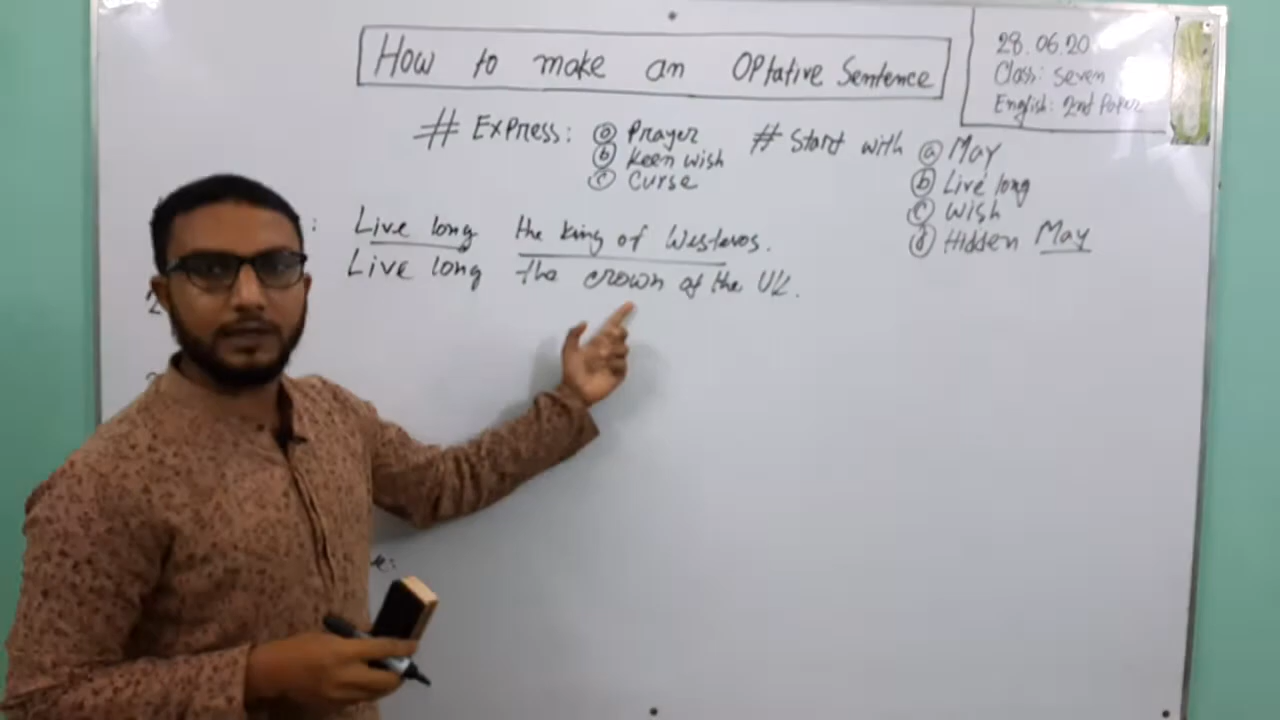 How to make an Optative Sentence
28.06.20
Class: Seven
English: 2nd Paper
# Express: (a) Prayer
(b) Keen wish
(c) Curse
# Start with (a) May
(b) Live long
(c) Wish
(d) Hidden May
: Live long the king of Westeros.
Live long the crown of the UK.
2
e: